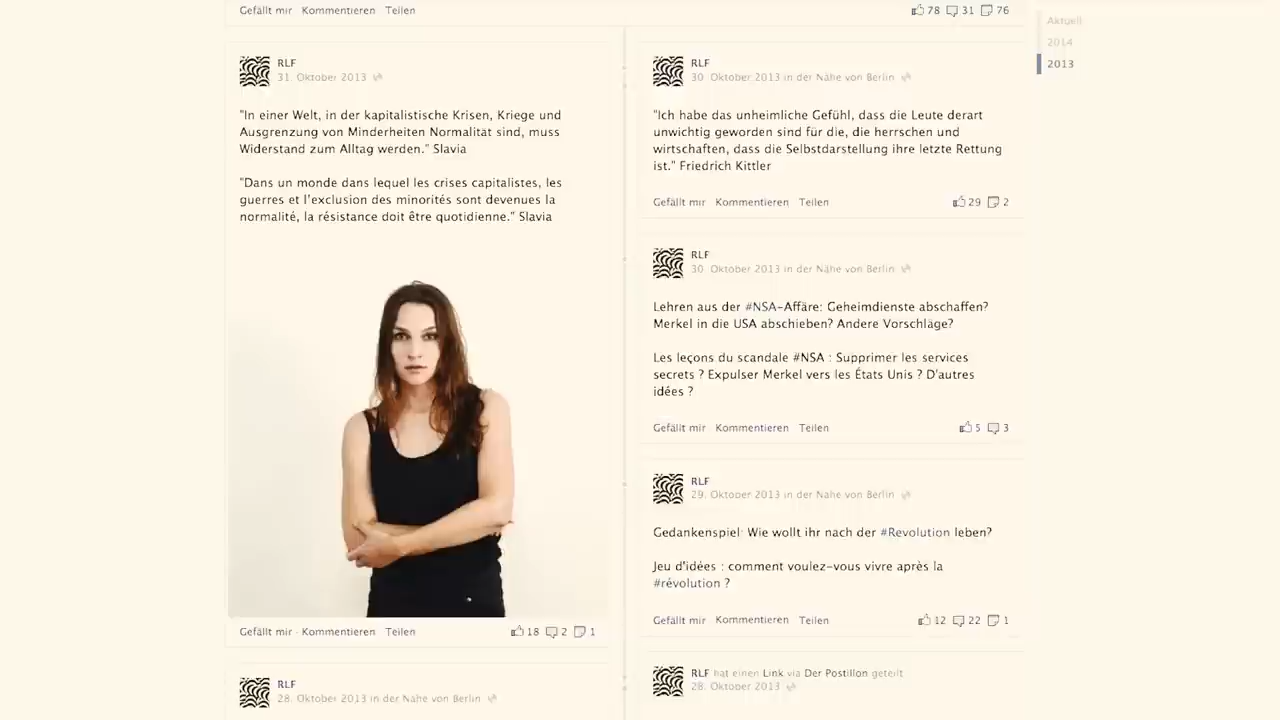 Gefällt mir Kommentieren Teilen 78 31 76
RLF
31. Oktober 2013
"In einer Welt, in der kapitalistische Krisen, Kriege und
Ausgrenzung von Minderheiten Normalität sind, muss
Widerstand zum Alltag werden." Slavia
"Dans un monde dans lequel les crises capitalistes, les
guerres et l'exclusion des minorités sont devenues la
normalité, la résistance doit être quotidienne." Slavia
Gefällt mir · Kommentieren Teilen 18 2 1
RLF
28. Oktober 2013 in der Nähe von Berlin
RLF
30. Oktober 2013 in der Nähe von Berlin
"Ich habe das unheimliche Gefühl, dass die Leute derart
unwichtig geworden sind für die, die herrschen und
wirtschaften, dass die Selbstdarstellung ihre letzte Rettung
ist." Friedrich Kittler
Gefällt mir Kommentieren Teilen 29 2
RLF
30. Oktober 2013 in der Nähe von Berlin
Lehren aus der #NSA-Affäre: Geheimdienste abschaffen?
Merkel in die USA abschieben? Andere Vorschläge?
Les leçons du scandale #NSA : Supprimer les services
secrets ? Expulser Merkel vers les États Unis ? D'autres
idées ?
Gefällt mir Kommentieren Teilen 5 3
RLF
29. Oktober 2013 in der Nähe von Berlin
Gedankenspiel: Wie wollt ihr nach der #Revolution leben?
Jeu d'idées : comment voulez-vous vivre après la
#révolution ?
Gefällt mir Kommentieren Teilen 12 22 1
RLF hat einen Link via Der Postillon geteilt
28. Oktober 2013
Aktuell
2014
2013